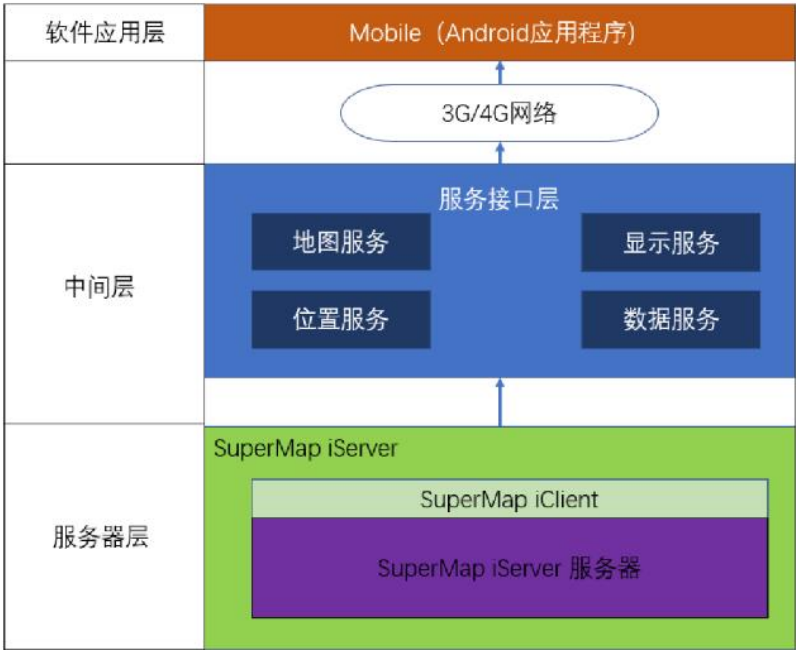 软件应用层
Mobile（Android应用程序）
3G/4G网络
中间层
服务接口层
地图服务
显示服务
位置服务
数据服务
服务器层
SuperMap iServer
SuperMap iClient
SuperMap iServer 服务器